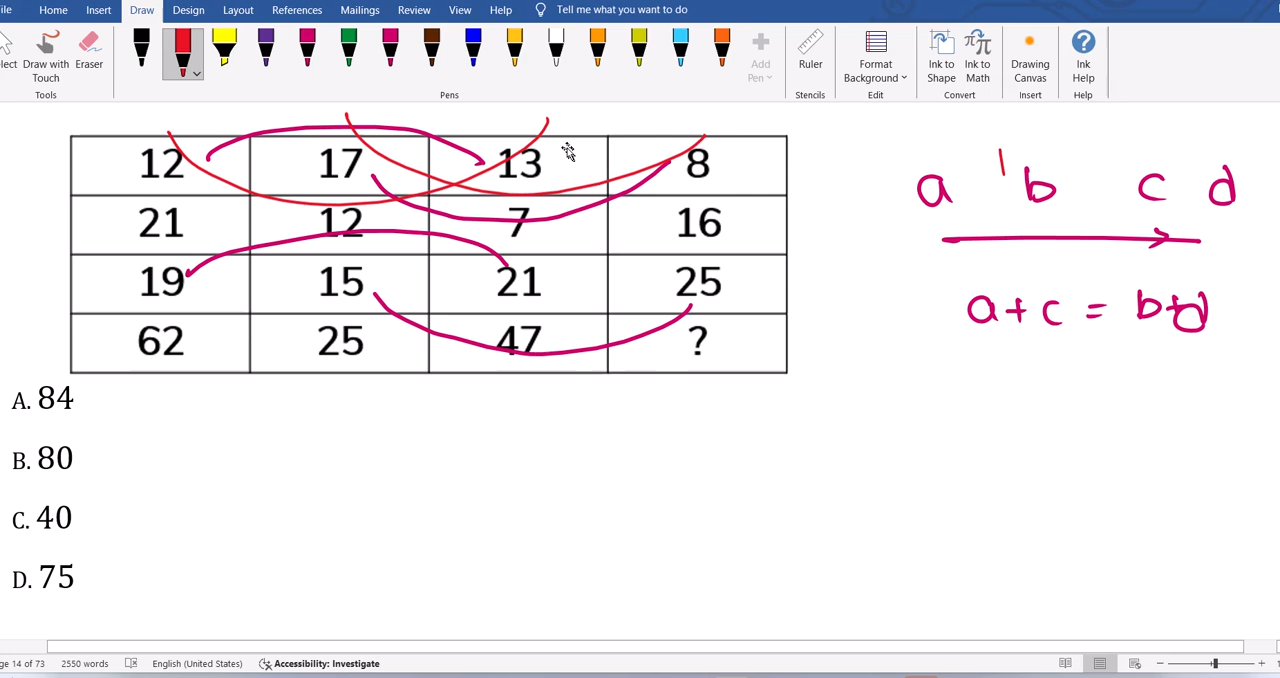 ile Home Insert Draw Design Layout References Mailings Review View Help Tell me what you want to do
lect Draw with Touch Eraser Add Pen Ruler Format Background Ink to Shape Ink to Math Drawing Canvas Ink Help
Tools Pens Stencils Edit Convert Insert Help
12 17 13 8
21 12 7 16
19 15 21 25
62 25 47 ?
a b c d
a + c = b+d
A. 84
B. 80
C. 40
D. 75
ge 14 of 73 2550 words English (United States) Accessibility: Investigate